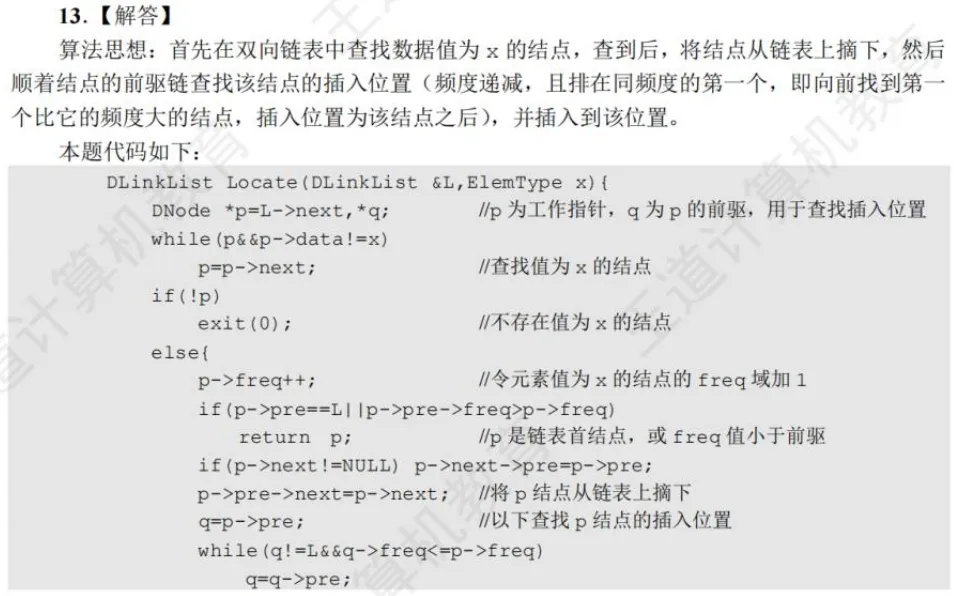 13.【解答】
算法思想：首先在双向链表中查找数据值为 x 的结点，查到后，将结点从链表上摘下，然后
顺着结点的前驱链查找该结点的插入位置（频度递减，且排在同频度的第一个，即向前找到第一
个比它的频度大的结点，插入位置为该结点之后），并插入到该位置。
本题代码如下：
DLinkList Locate(DLinkList &L,ElemType x){
DNode *p=L->next,*q; //p 为工作指针，q 为 p 的前驱，用于查找插入位置
while(p&&p->data!=x)
p=p->next; //查找值为 x 的结点
if(!p)
exit(0); //不存在值为 x 的结点
else{
p->freq++; //令元素值为 x 的结点的 freq 域加 1
if(p->pre==L||p->pre->freq>p->freq)
return p; //p 是链表首结点，或 freq 值小于前驱
if(p->next!=NULL) p->next->pre=p->pre;
p->pre->next=p->next; //将 p 结点从链表上摘下
q=p->pre; //以下查找 p 结点的插入位置
while(q!=L&&q->freq<=p->freq)
q=q->pre;
王道计算机教育